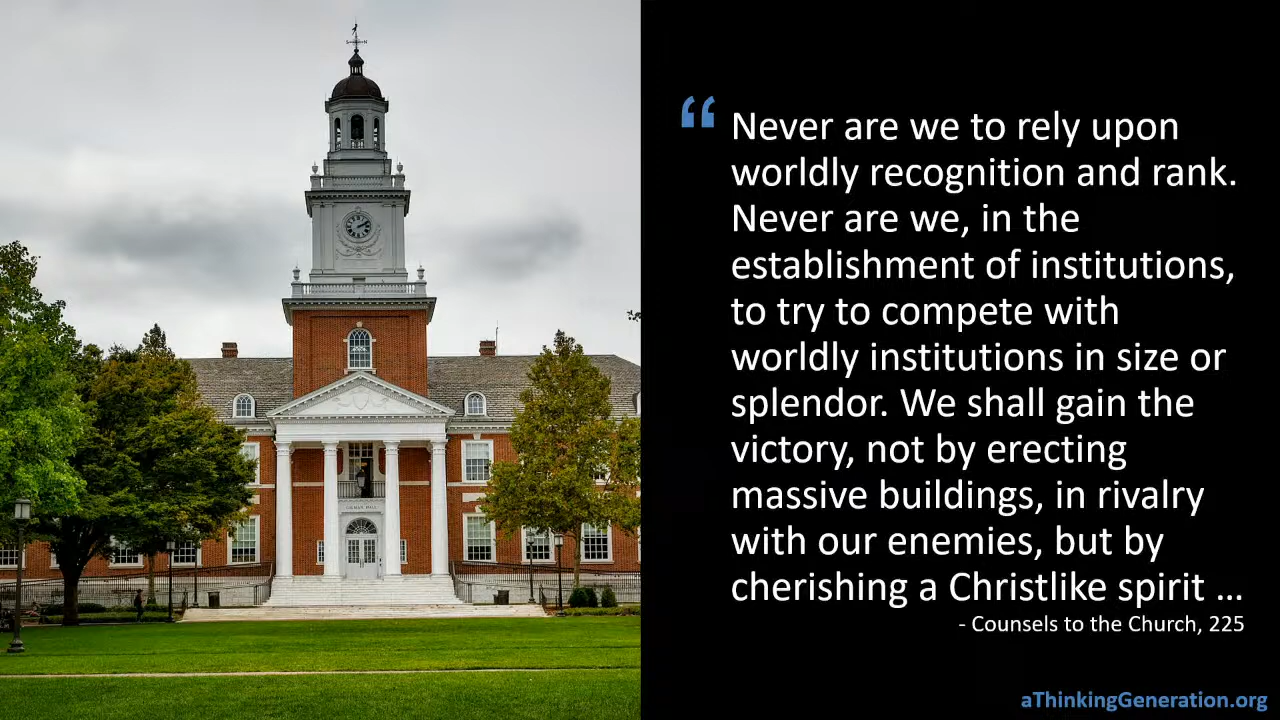 “ Never are we to rely upon
worldly recognition and rank.
Never are we, in the
establishment of institutions,
to try to compete with
worldly institutions in size or
splendor. We shall gain the
victory, not by erecting
massive buildings, in rivalry
with our enemies, but by
cherishing a Christlike spirit ...
- Counsels to the Church, 225
aThinkingGeneration.org
GILMAN HALL